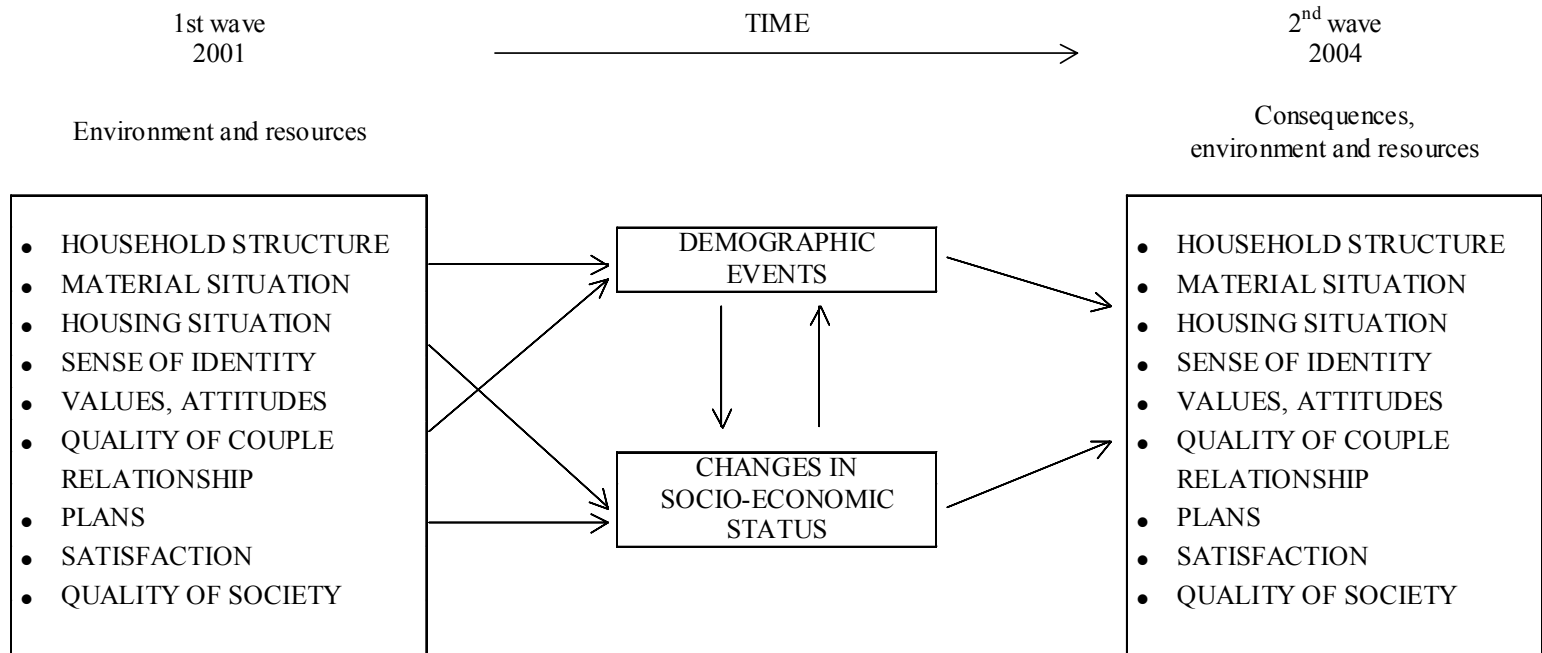 1st wave
2001
TIME
2nd wave
2004
Environment and resources
Consequences,
environment and resources
• HOUSEHOLD STRUCTURE
• MATERIAL SITUATION
• HOUSING SITUATION
• SENSE OF IDENTITY
• VALUES, ATTITUDES
• QUALITY OF COUPLE
RELATIONSHIP
• PLANS
• SATISFACTION
• QUALITY OF SOCIETY
DEMOGRAPHIC
EVENTS
CHANGES IN
SOCIO-ECONOMIC
STATUS
• HOUSEHOLD STRUCTURE
• MATERIAL SITUATION
• HOUSING SITUATION
• SENSE OF IDENTITY
• VALUES, ATTITUDES
• QUALITY OF COUPLE
RELATIONSHIP
• PLANS
• SATISFACTION
• QUALITY OF SOCIETY